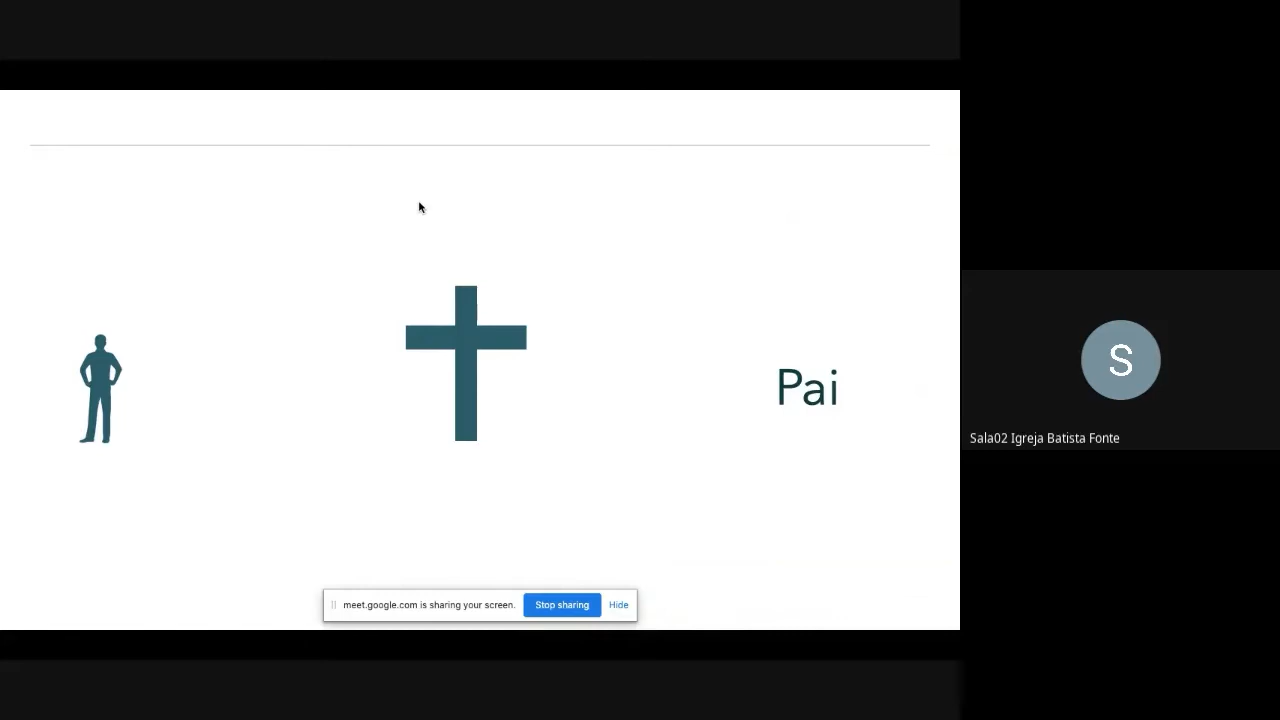 Pai
S
Sala02 Igreja Batista Fonte
meet.google.com is sharing your screen. Stop sharing Hide